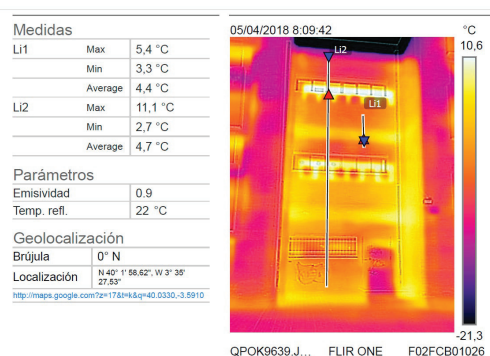 Medidas
Li1 Max 5,4 °C
Min 3,3 °C
Average 4,4 °C
Li2 Max 11,1 °C
Min 2,7 °C
Average 4,7 °C
Parámetros
Emisividad 0.9
Temp. refl. 22 °C
Geolocalización
Brújula 0° N
Localización N 40° 1' 58,62", W 3° 35'
27,53"
http://maps.google.com?z=17&t=k&q=40.0330,-3.5910
05/04/2018 8:09:42
°C
10,6
Li2
Li1
-21,3
QPOK9639.J... FLIR ONE F02FCB01026